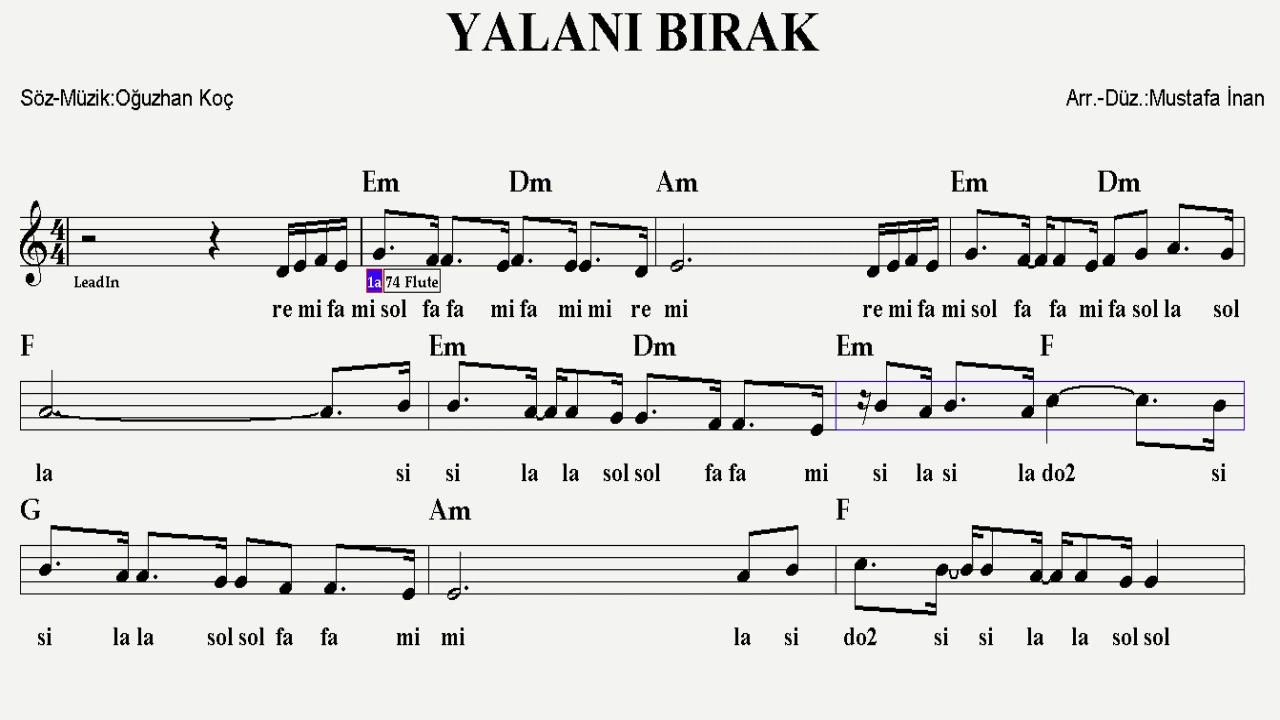 YALANI BIRAK
Söz-Müzik:Oğuzhan Koç
Arr.-Düz.:Mustafa İnan
Em Dm Am Em Dm
4
4
LeadIn 1a 74 Flute
re mi fa mi sol fa fa mi fa mi mi re mi re mi fa mi sol fa fa mi fa sol la sol
F Em Dm Em F
la si si la la sol sol fa fa mi si la si la do2 si
G Am F
si la la sol sol fa fa mi mi la si do2 si si la la sol sol